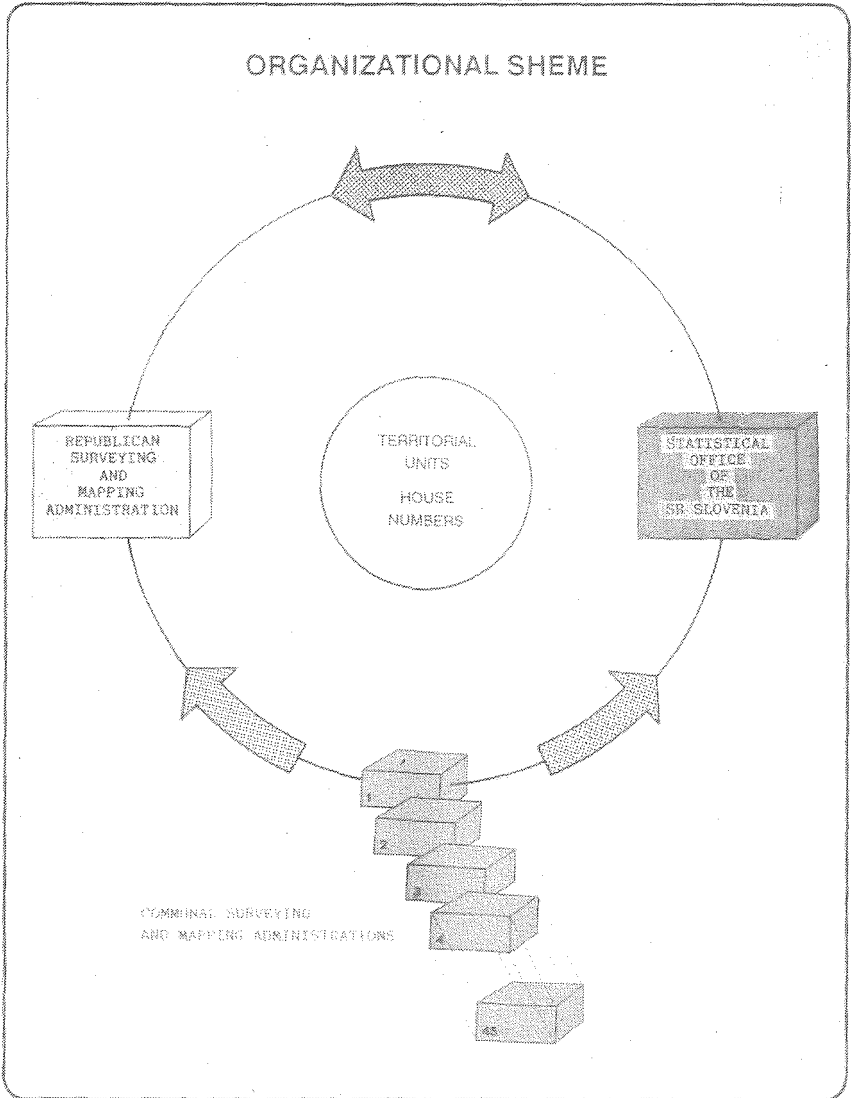 ORGANIZATIONAL SHEME
REPUBLICAN
SURVEYING
AND
MAPPING
ADMINISTRATION
TERRITORIAL
UNITS
HOUSE
NUMBERS
STATISTICAL
OFFICE
OF
THE
SR SLOVENIA
1
2
3
4
COMMUNAL SURVEYING
AND MAPPING ADMINISTRATIONS